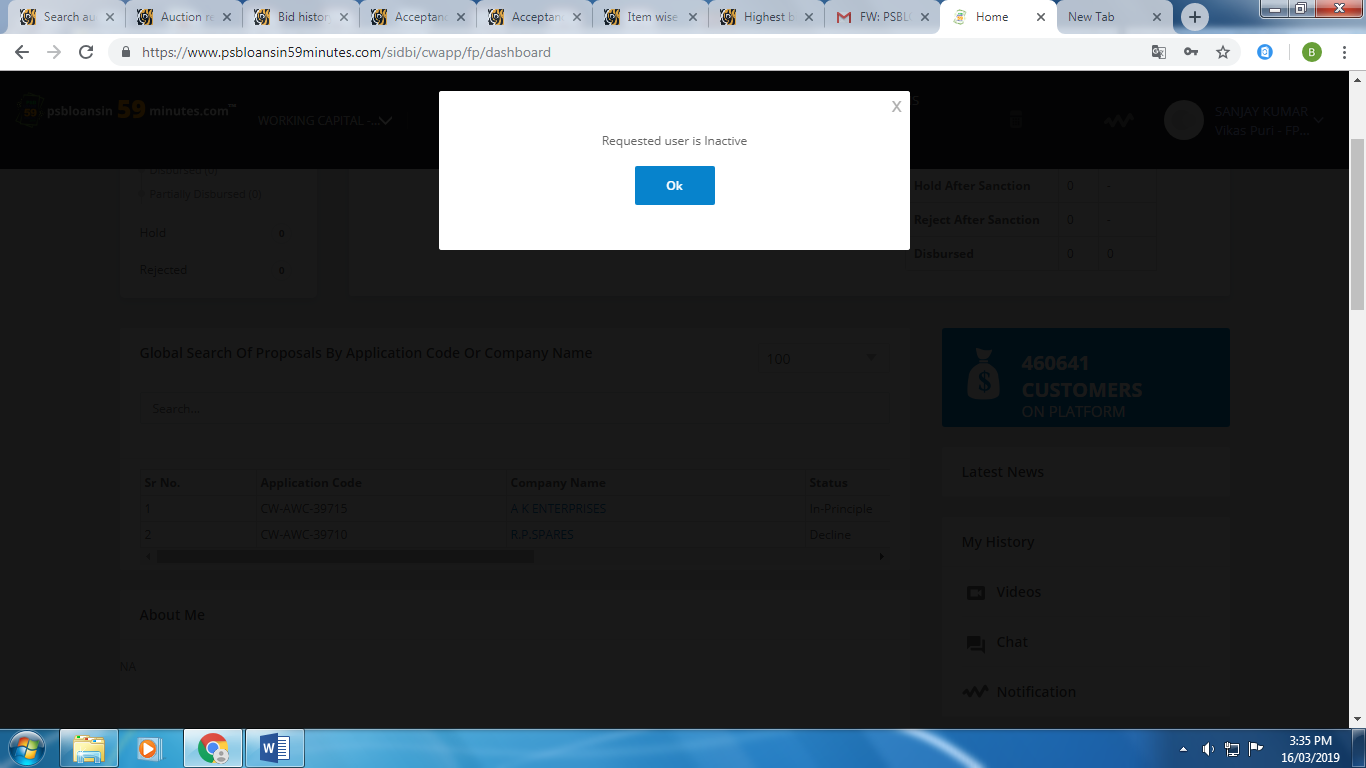 Search au
Auction re
Bid histor
Acceptanc
Acceptan
Item wise
Highest b
FW: PSBLO
Home
New Tab
https://www.psbloansin59minutes.com/sidbi/cwapp/fp/dashboard
B
psbloansin 59 minutes.com™
WORKING CAPITAL -...
S
SANJAY KUMAR
Vikas Puri - FP...
X
Requested user is Inactive
Ok
Disbursed (0)
Partially Disbursed (0)
Hold 0
Rejected 0
Hold After Sanction 0 -
Reject After Sanction 0 -
Disbursed 0 0
Global Search Of Proposals By Application Code Or Company Name
100
Search...
Sr No. Application Code Company Name Status
1 CW-AWC-39715 A K ENTERPRISES In-Principle
2 CW-AWC-39710 R.P.SPARES Decline
460641
CUSTOMERS
ON PLATFORM
Latest News
My History
Videos
Chat
Notification
About Me
NA
3:35 PM
16/03/2019